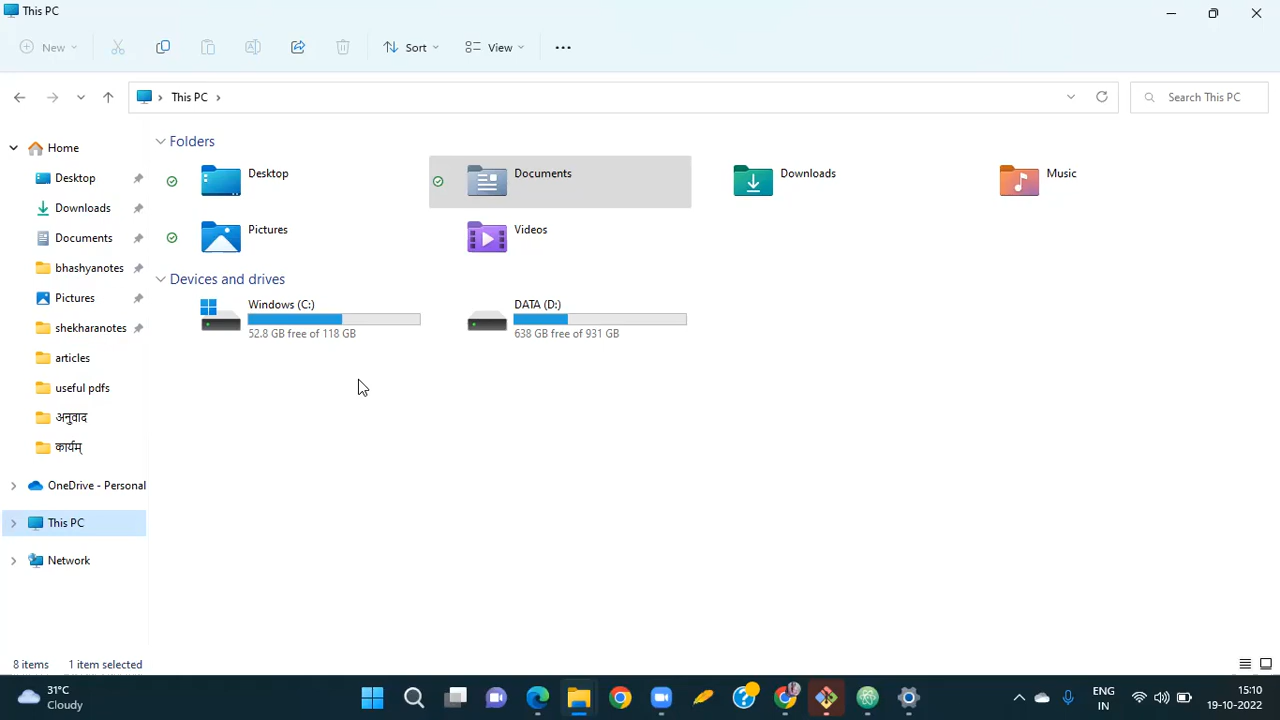 This PC
New
Sort
View
This PC
Search This PC
Home
Desktop
Downloads
Documents
bhashyanotes
Pictures
shekharanotes
articles
useful pdfs
अनुवाद
कार्यम्
OneDrive - Personal
This PC
Network
Folders
Desktop
Documents
Downloads
Music
Pictures
Videos
Devices and drives
Windows (C:)
52.8 GB free of 118 GB
DATA (D:)
638 GB free of 931 GB
8 items 1 item selected
31°C
Cloudy
ENG
IN
15:10
19-10-2022